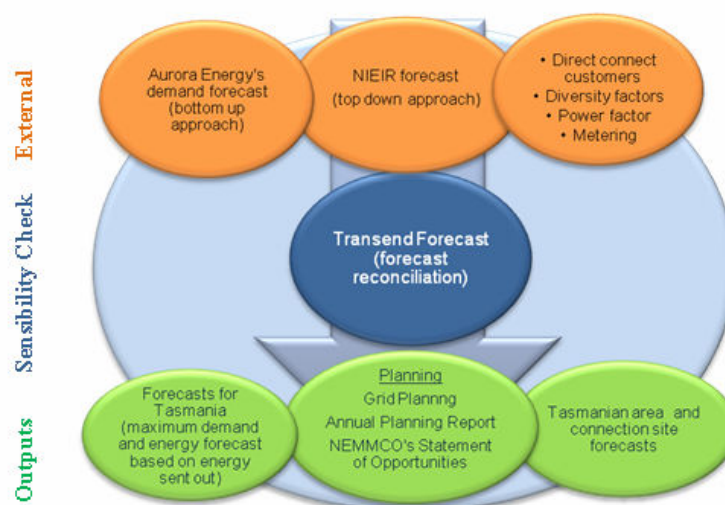 External
Aurora Energy's
demand forecast
(bottom up
approach)
NIEIR forecast
(top down approach)
• Direct connect
customers
• Diversity factors
• Power factor
• Metering
Sensibility Check
Transend Forecast
(forecast
reconciliation)
Outputs
Forecasts for
Tasmania
(maximum demand
and energy forecast
based on energy
sent out)
Planning
Grid Plannng
Annual Planning Report
NEMMCO's Statement
of Opportunities
Tasmanian area and
connection site
forecasts